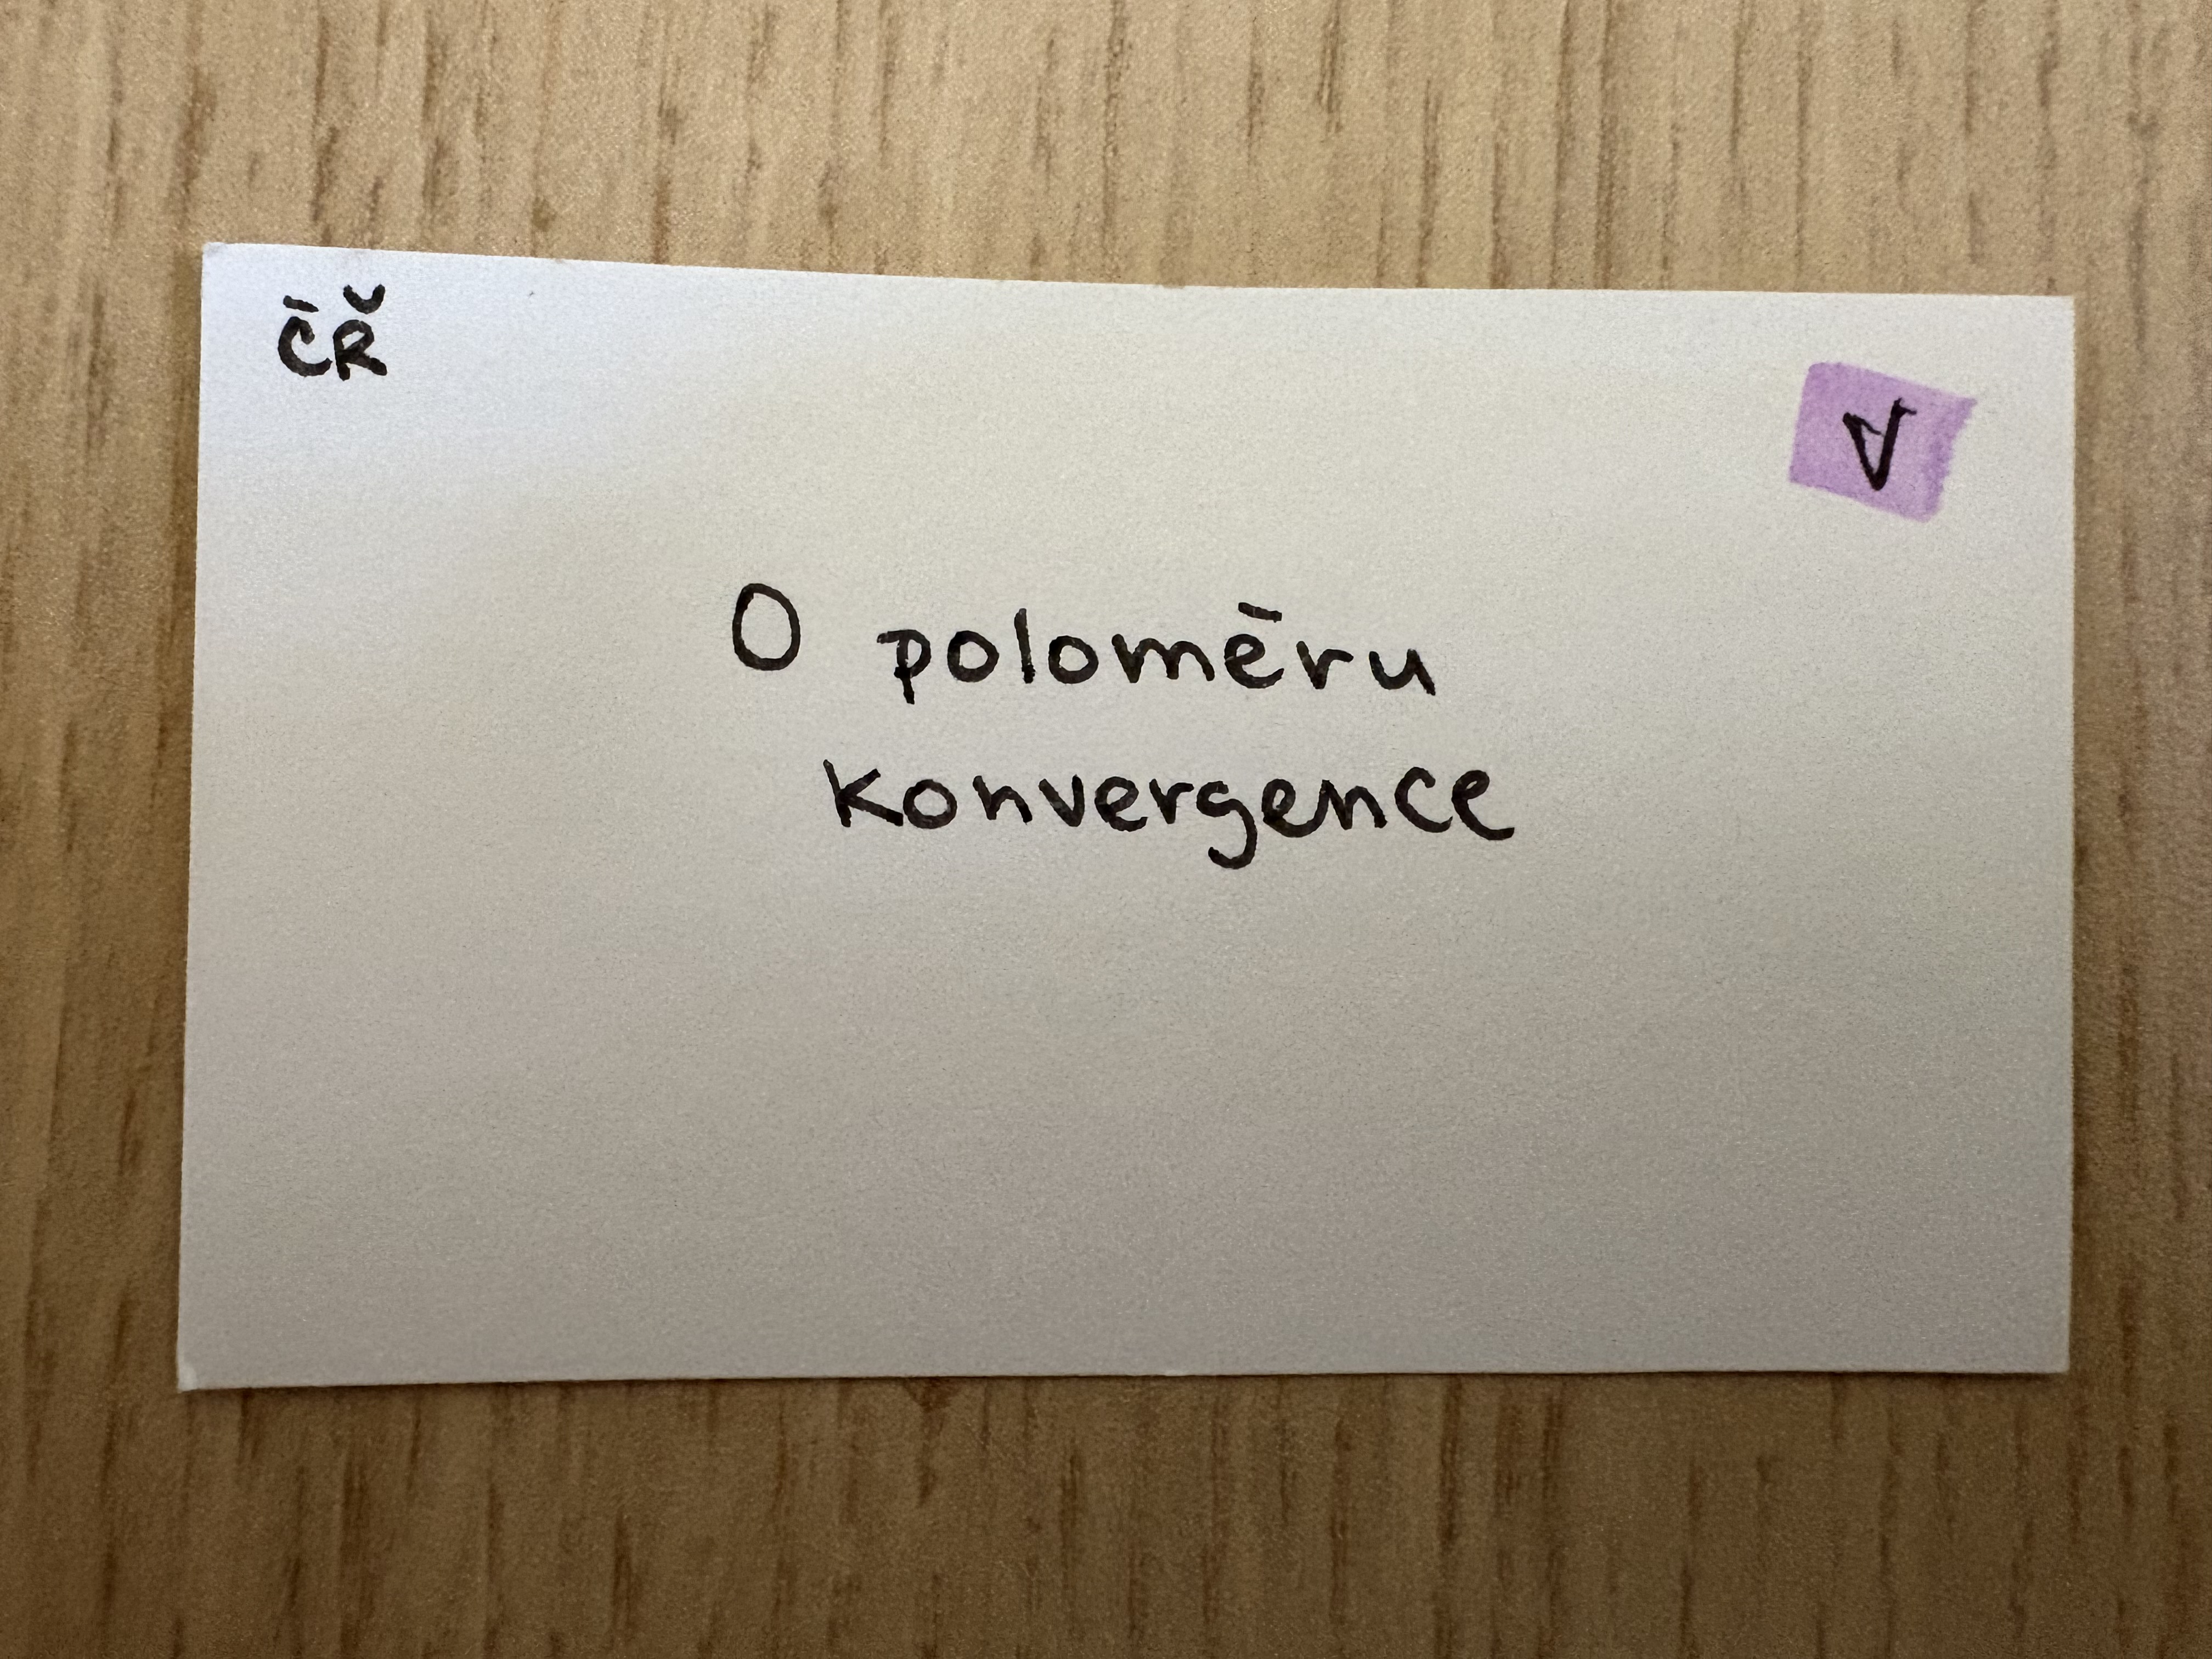 ČŘ
V
O poloměru
konvergence